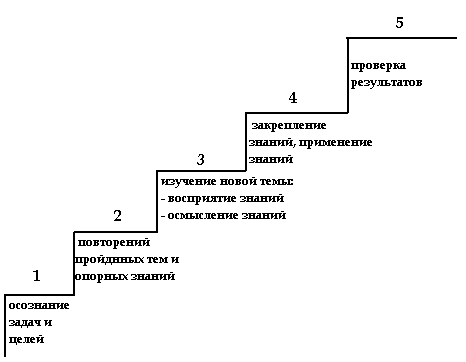 5
проверка
результатов
4
закрепление
знаний, применение
знаний
3
изучение новой темы:
- восприятие знаний
- осмысление знаний
2
повторений
пройднных тем и
опорных знаний
1
осознание
задач и
целей